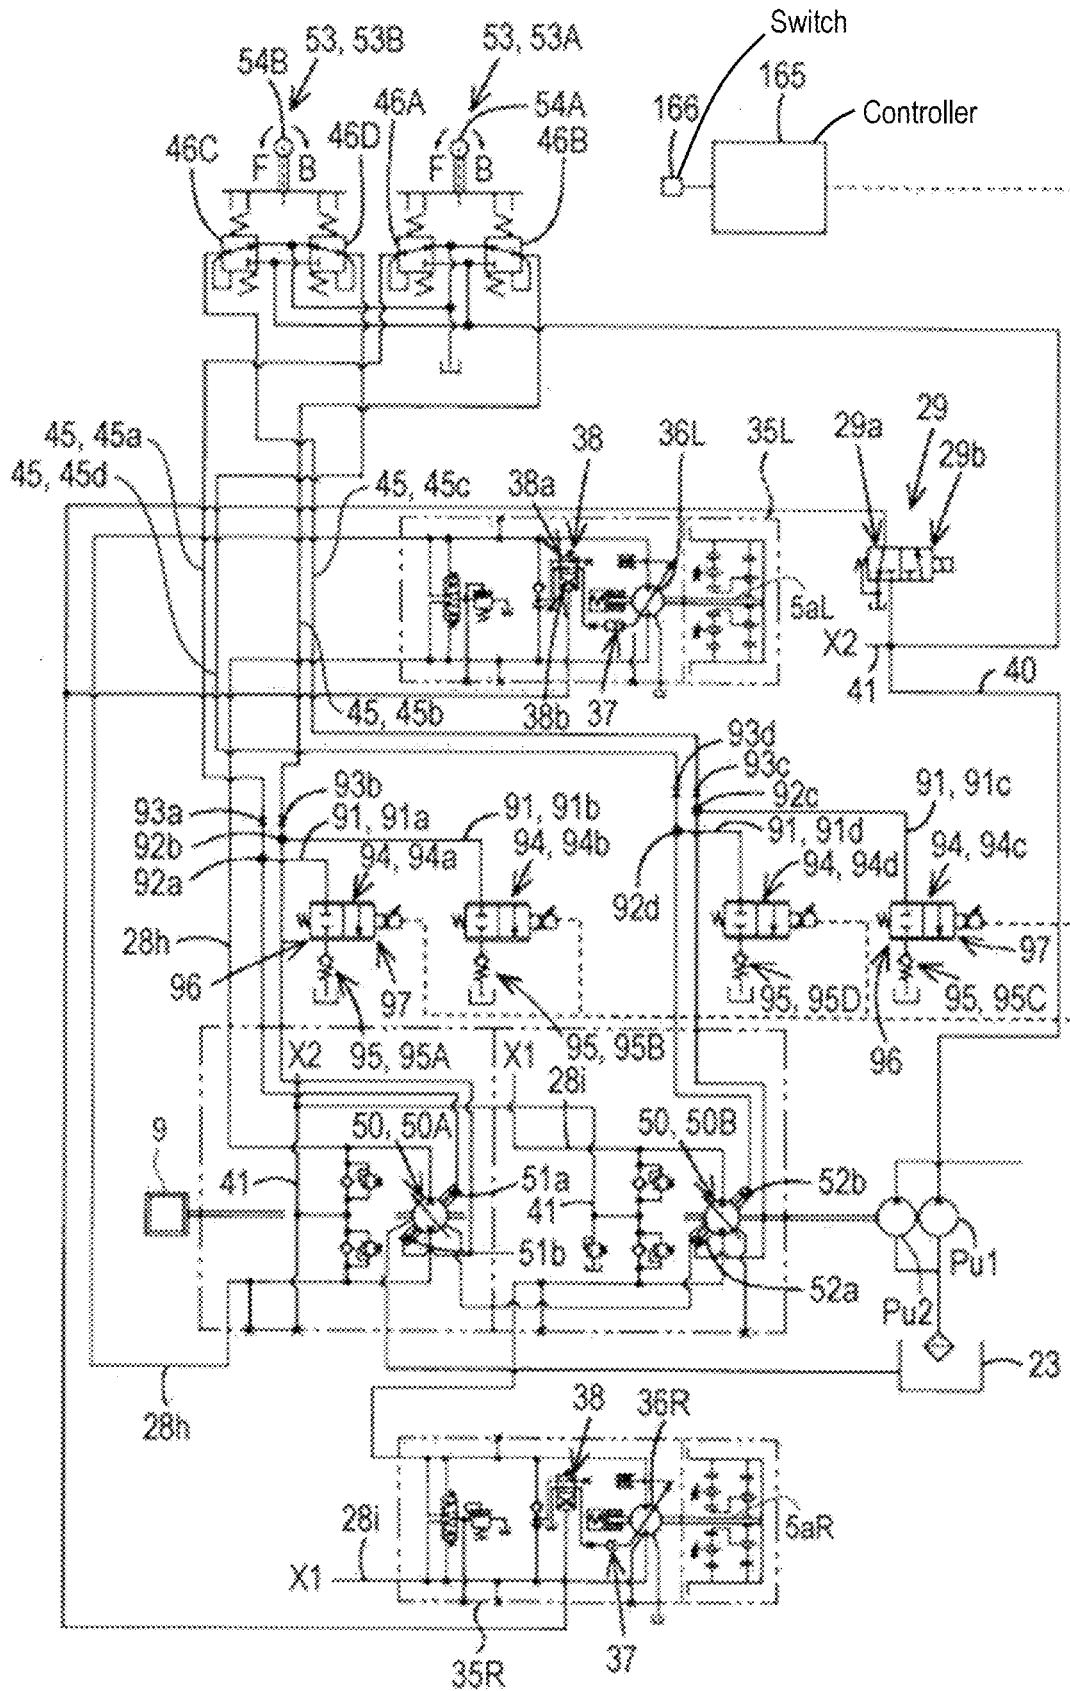 Switch
53, 53B
53, 53A
54B
165
166
54A
46A
Controller
46D
46B
46C
F
B
F
B
29
36L
35L
29a
38
45, 45a
29b
45, 45d
45, 45c
38a
5aL
X2
41
40
45, 45b
38b
37
93d
93c
93b
92c
91, 91c
93a
91, 91a
91, 91b
91, 91d
92b
94, 94a
94, 94b
94, 94d
94, 94c
92a
92d
28h
97
96
97
95, 95D
95, 95C
95, 95A
95, 95B
96
X2
X1
28i
9
50, 50A
50, 50B
51a
52b
41
41
51b
Pu1
52a
Pu2
23
28h
38
36R
28i
5aR
X1
37
35R